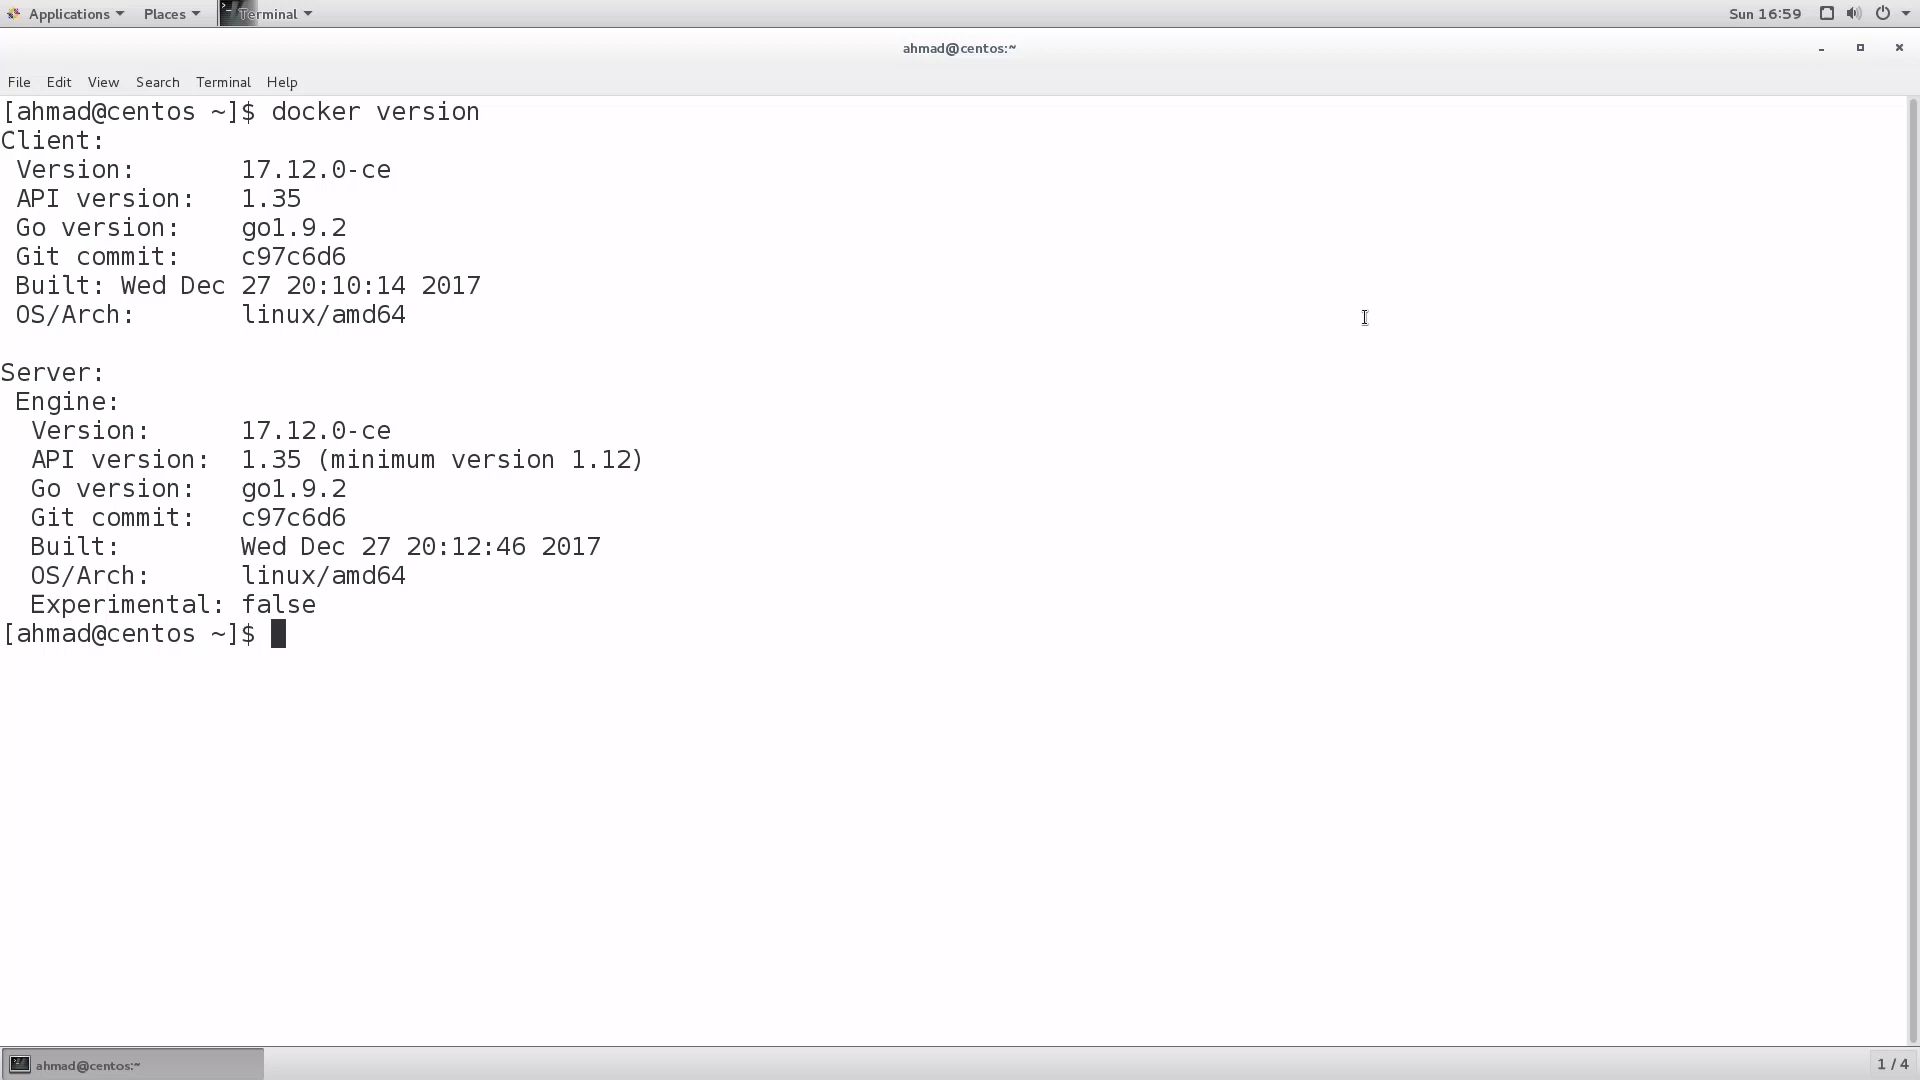 Applications Places Terminal Sun 16:59
ahmad@centos:~
File Edit View Search Terminal Help
[ahmad@centos ~]$ docker version
Client:
 Version:       17.12.0-ce
 API version:   1.35
 Go version:    go1.9.2
 Git commit:    c97c6d6
 Built: Wed Dec 27 20:10:14 2017
 OS/Arch:       linux/amd64

Server:
 Engine:
  Version:      17.12.0-ce
  API version:  1.35 (minimum version 1.12)
  Go version:   go1.9.2
  Git commit:   c97c6d6
  Built:        Wed Dec 27 20:12:46 2017
  OS/Arch:      linux/amd64
  Experimental: false
[ahmad@centos ~]$
ahmad@centos:~ 1 / 4